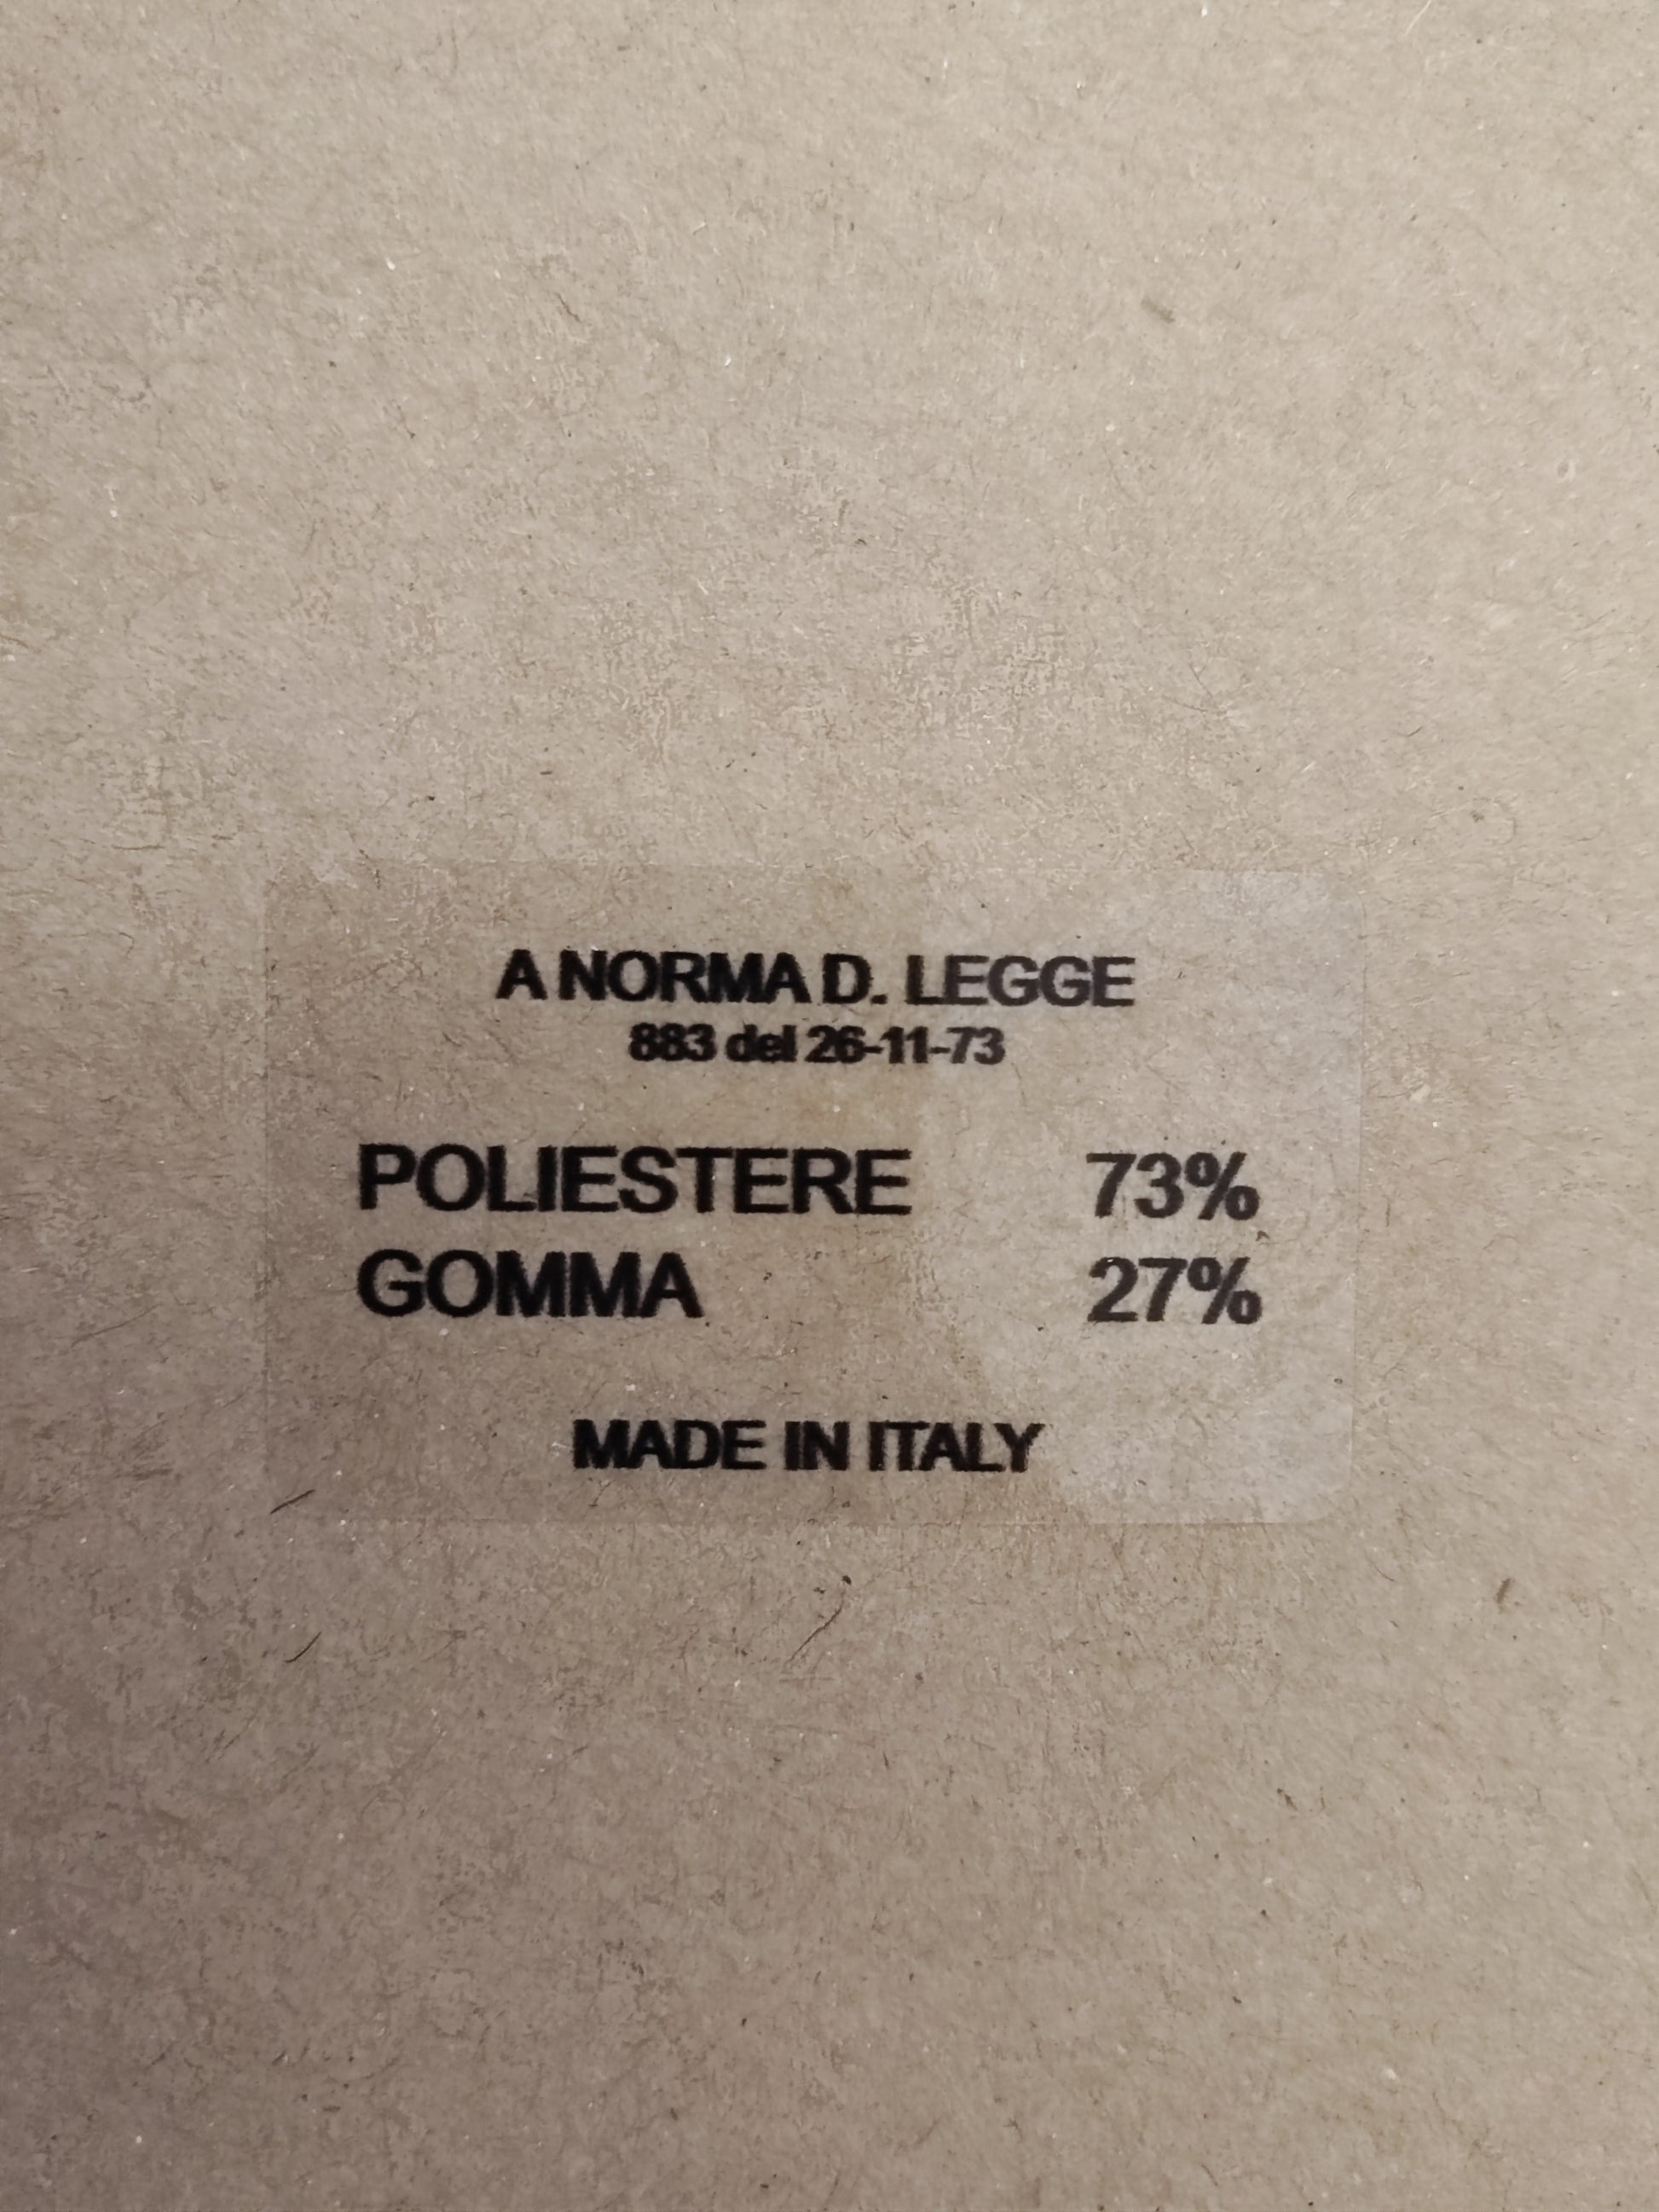 A NORMA D. LEGGE
883 del 26-11-73
POLIESTERE 73%
GOMMA 27%
MADE IN ITALY